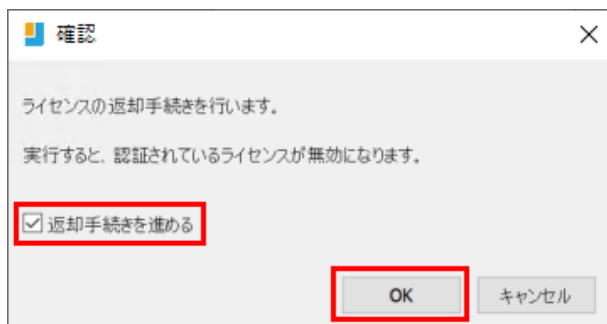 確認
ライセンスの返却手続きを行います。
実行すると、認証されているライセンスが無効になります。
返却手続きを進める
OK キャンセル